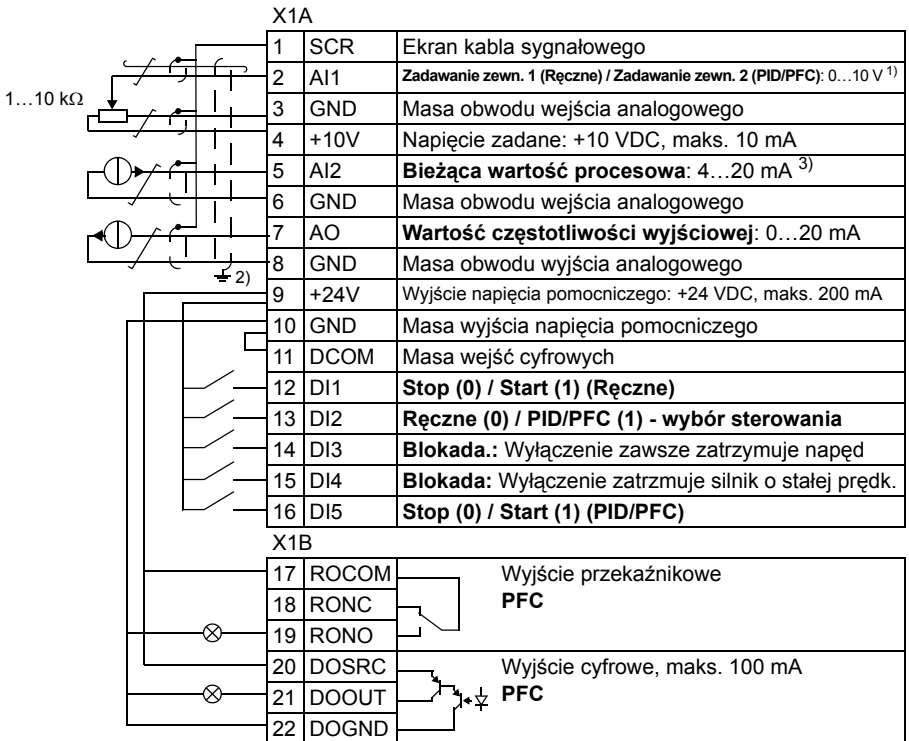 X1A
1 SCR Ekran kabla sygnałowego
2 AI1 Zadawanie zewn. 1 (Ręczne) / Zadawanie zewn. 2 (PID/PFC): 0…10 V 1)
1…10 kΩ
3 GND Masa obwodu wejścia analogowego
4 +10V Napięcie zadane: +10 VDC, maks. 10 mA
5 AI2 Bieżąca wartość procesowa: 4…20 mA 3)
6 GND Masa obwodu wejścia analogowego
7 AO Wartość częstotliwości wyjściowej: 0…20 mA
8 GND Masa obwodu wyjścia analogowego
2)
9 +24V Wyjście napięcia pomocniczego: +24 VDC, maks. 200 mA
10 GND Masa wyjścia napięcia pomocniczego
11 DCOM Masa wejść cyfrowych
12 DI1 Stop (0) / Start (1) (Ręczne)
13 DI2 Ręczne (0) / PID/PFC (1) - wybór sterowania
14 DI3 Blokada.: Wyłączenie zawsze zatrzymuje napęd
15 DI4 Blokada: Wyłączenie zatrzmuje silnik o stałej prędk.
16 DI5 Stop (0) / Start (1) (PID/PFC)
X1B
17 ROCOM Wyjście przekaźnikowe
18 RONC PFC
19 RONO
20 DOSRC Wyjście cyfrowe, maks. 100 mA
21 DOOUT PFC
22 DOGND